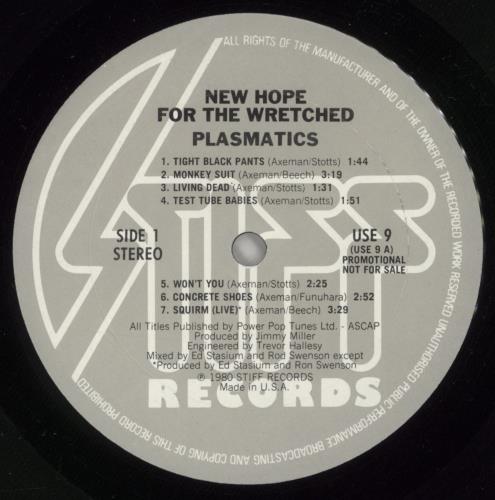 ALL RIGHTS OF THE MANUFACTURER AND OF THE OWNER OF THE RECORDED WORK RESERVED UNAUTHORISED PUBLIC PERFORMANCE BROADCASTING AND COPYING OF THIS RECORD PROHIBITED
NEW HOPE
FOR THE WRETCHED
PLASMATICS
1. TIGHT BLACK PANTS (Axeman/Stotts) 1:44
2. MONKEY SUIT (Axeman/Beech) 3:19
3. LIVING DEAD (Axeman/Stotts) 1:31
4. TEST TUBE BABIES (Axeman/Stotts) 1:51
STIFF
SIDE 1
STEREO
USE 9
(USE 9 A)
PROMOTIONAL
NOT FOR SALE
5. WON'T YOU (Axeman/Stotts) 2:25
6. CONCRETE SHOES (Axeman/Funuhara) 2:52
7. SQUIRM (LIVE)* (Axeman/Beech) 3:29
All Titles Published by Power Pop Tunes Ltd. - ASCAP
Produced by Jimmy Miller
Engineered by Trevor Hallesy
Mixed by Ed Stasium and Rod Swenson except
*Produced by Ed Stasium and Ron Swenson
℗ 1980 STIFF RECORDS
Made in U.S.A.
RECORDS